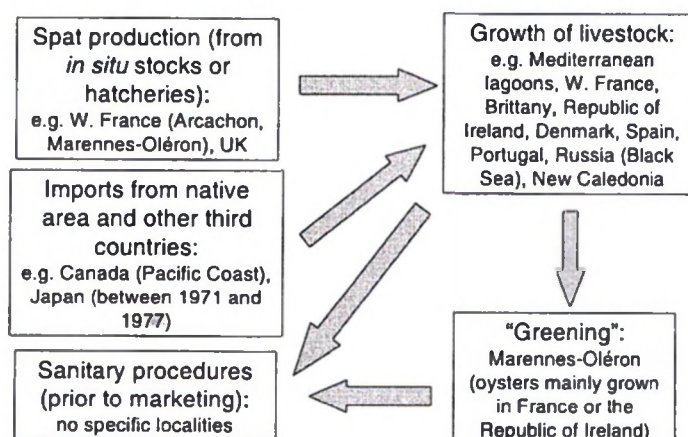 Spat production (from
in situ stocks or
hatcheries):
e.g. W. France (Arcachon,
Marennes-Oléron), UK
Imports from native
area and other third
countries:
e.g. Canada (Pacific Coast),
Japan (between 1971 and
1977)
Sanitary procedures
(prior to marketing):
no specific localities
Growth of livestock:
e.g. Mediterranean
lagoons, W. France,
Brittany, Republic of
Ireland, Denmark, Spain,
Portugal, Russia (Black
Sea), New Caledonia
"Greening":
Marennes-Oléron
(oysters mainly grown
in France or the
Republic of Ireland)